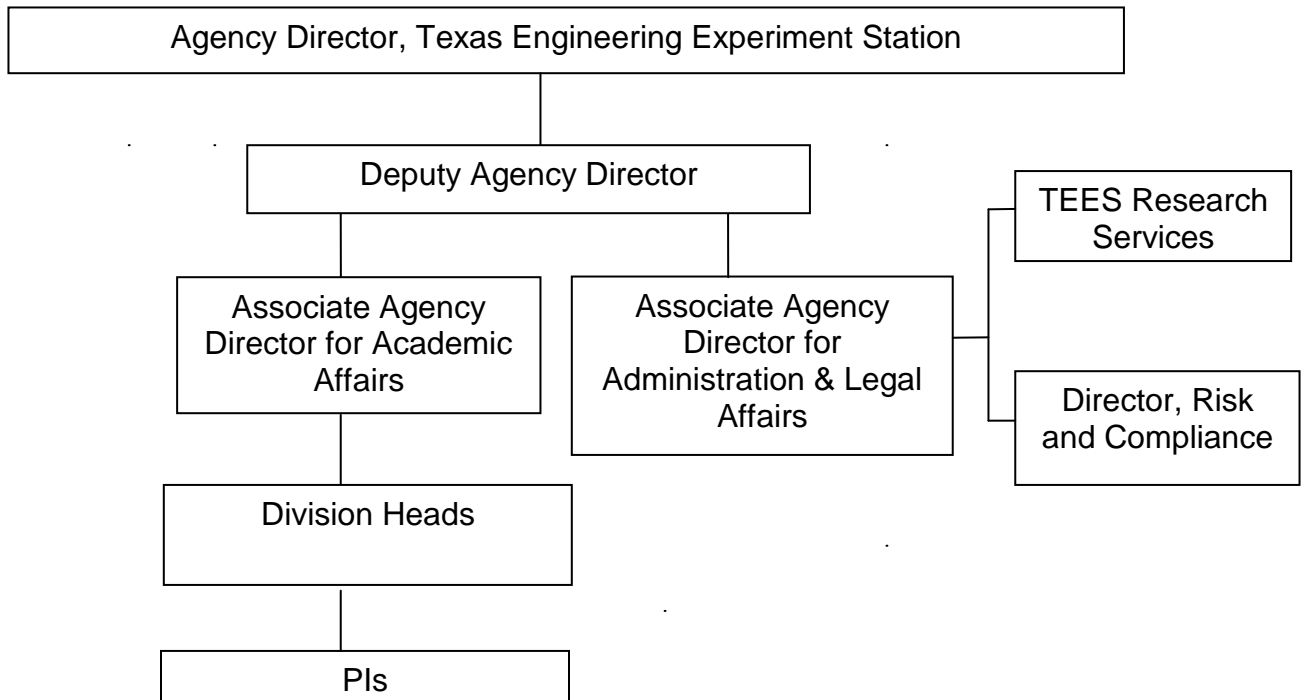 Agency Director, Texas Engineering Experiment Station
Deputy Agency Director
TEES Research
Services
Associate Agency
Director for Academic
Affairs
Associate Agency
Director for
Administration & Legal
Affairs
Director, Risk
and Compliance
Division Heads
PIs